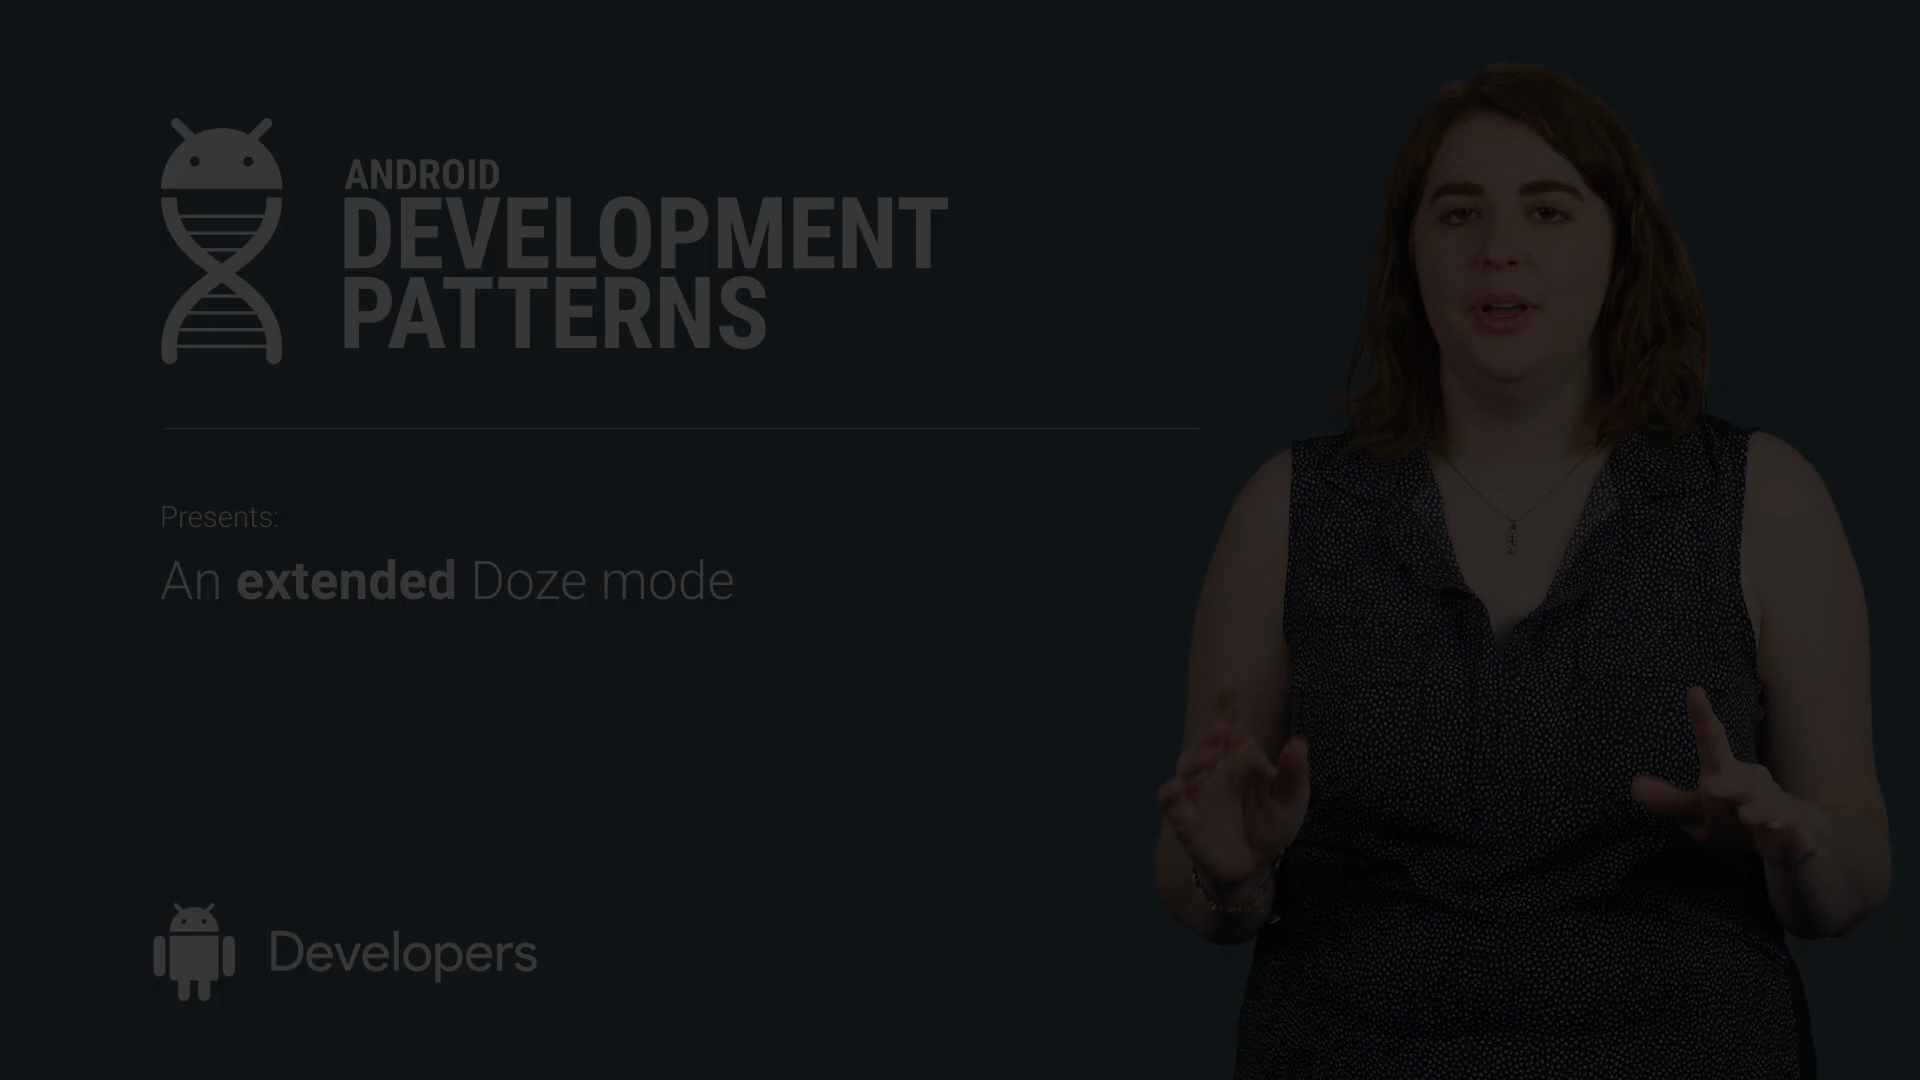 ANDROID
DEVELOPMENT
PATTERNS
Presents:
An extended Doze mode
Developers